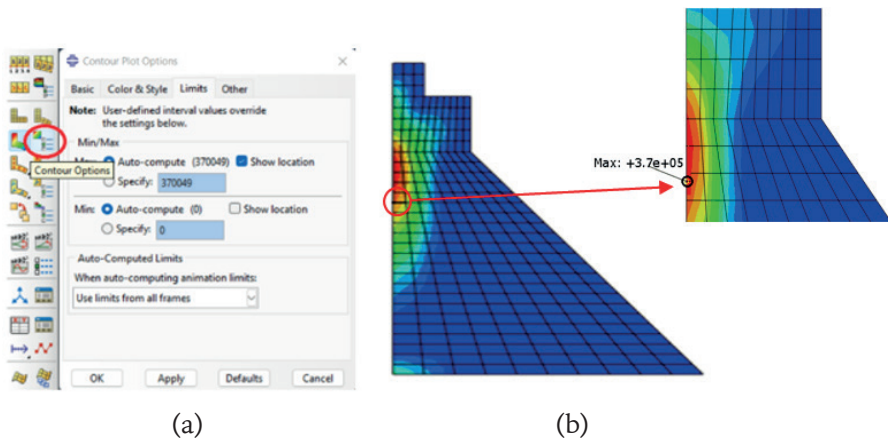 Contour Plot Options
Basic Color & Style Limits Other
Note: User-defined interval values override
the settings below.
Min/Max
Auto-compute (370049) Show location
Specify: 370049
Contour Options
Min: Auto-compute (0) Show location
Specify: 0
Auto-Computed Limits
When auto-computing animation limits:
Use limits from all frames
OK Apply Defaults Cancel
Max: +3.7e+05
(a)
(b)